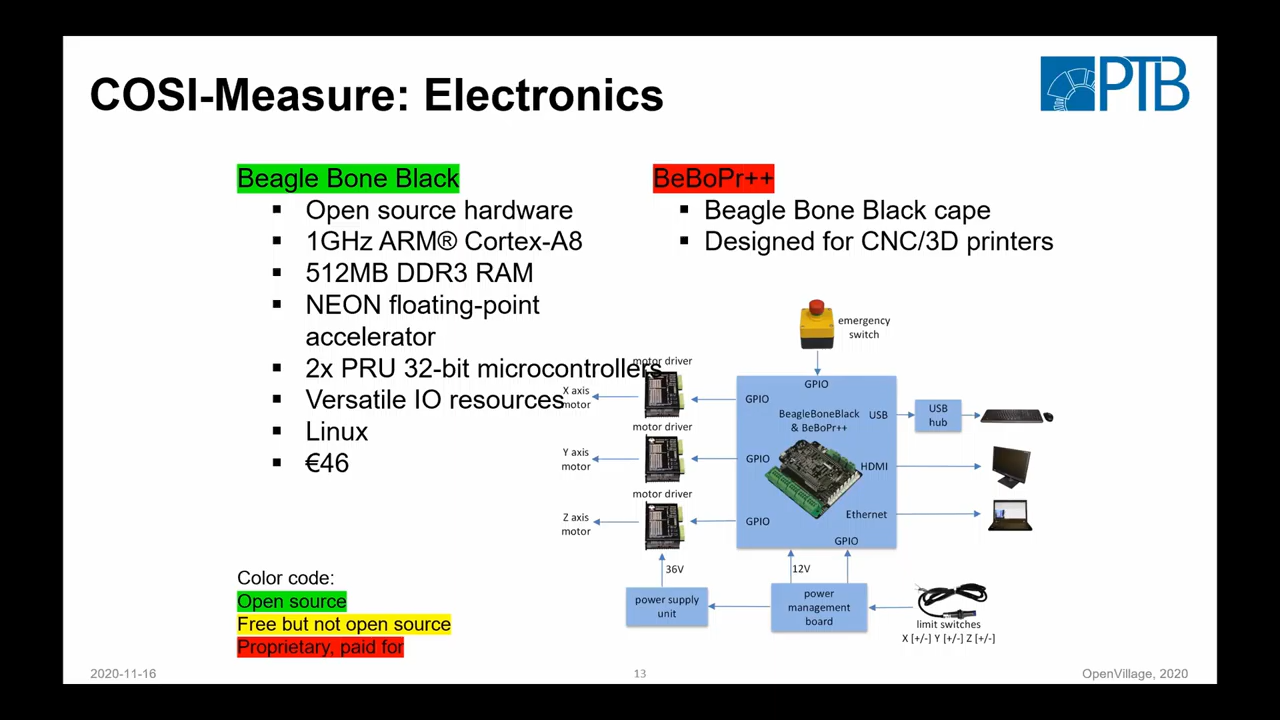 COSI-Measure: Electronics
PTB
Beagle Bone Black
▪ Open source hardware
▪ 1GHz ARM® Cortex-A8
▪ 512MB DDR3 RAM
▪ NEON floating-point
accelerator
▪ 2x PRU 32-bit microcontrollers
▪ Versatile IO resources
▪ Linux
▪ €46
BeBoPr++
▪ Beagle Bone Black cape
▪ Designed for CNC/3D printers
emergency
switch
GPIO
motor driver
X axis
motor
GPIO
BeagleBoneBlack
& BeBoPr++
USB
USB
hub
motor driver
Y axis
motor
GPIO
HDMI
motor driver
Z axis
motor
GPIO
Ethernet
GPIO
36V
12V
power supply
unit
power
management
board
limit switches
X [+/-] Y [+/-] Z [+/-]
Color code:
Open source
Free but not open source
Proprietary, paid for
2020-11-16
13
OpenVillage, 2020